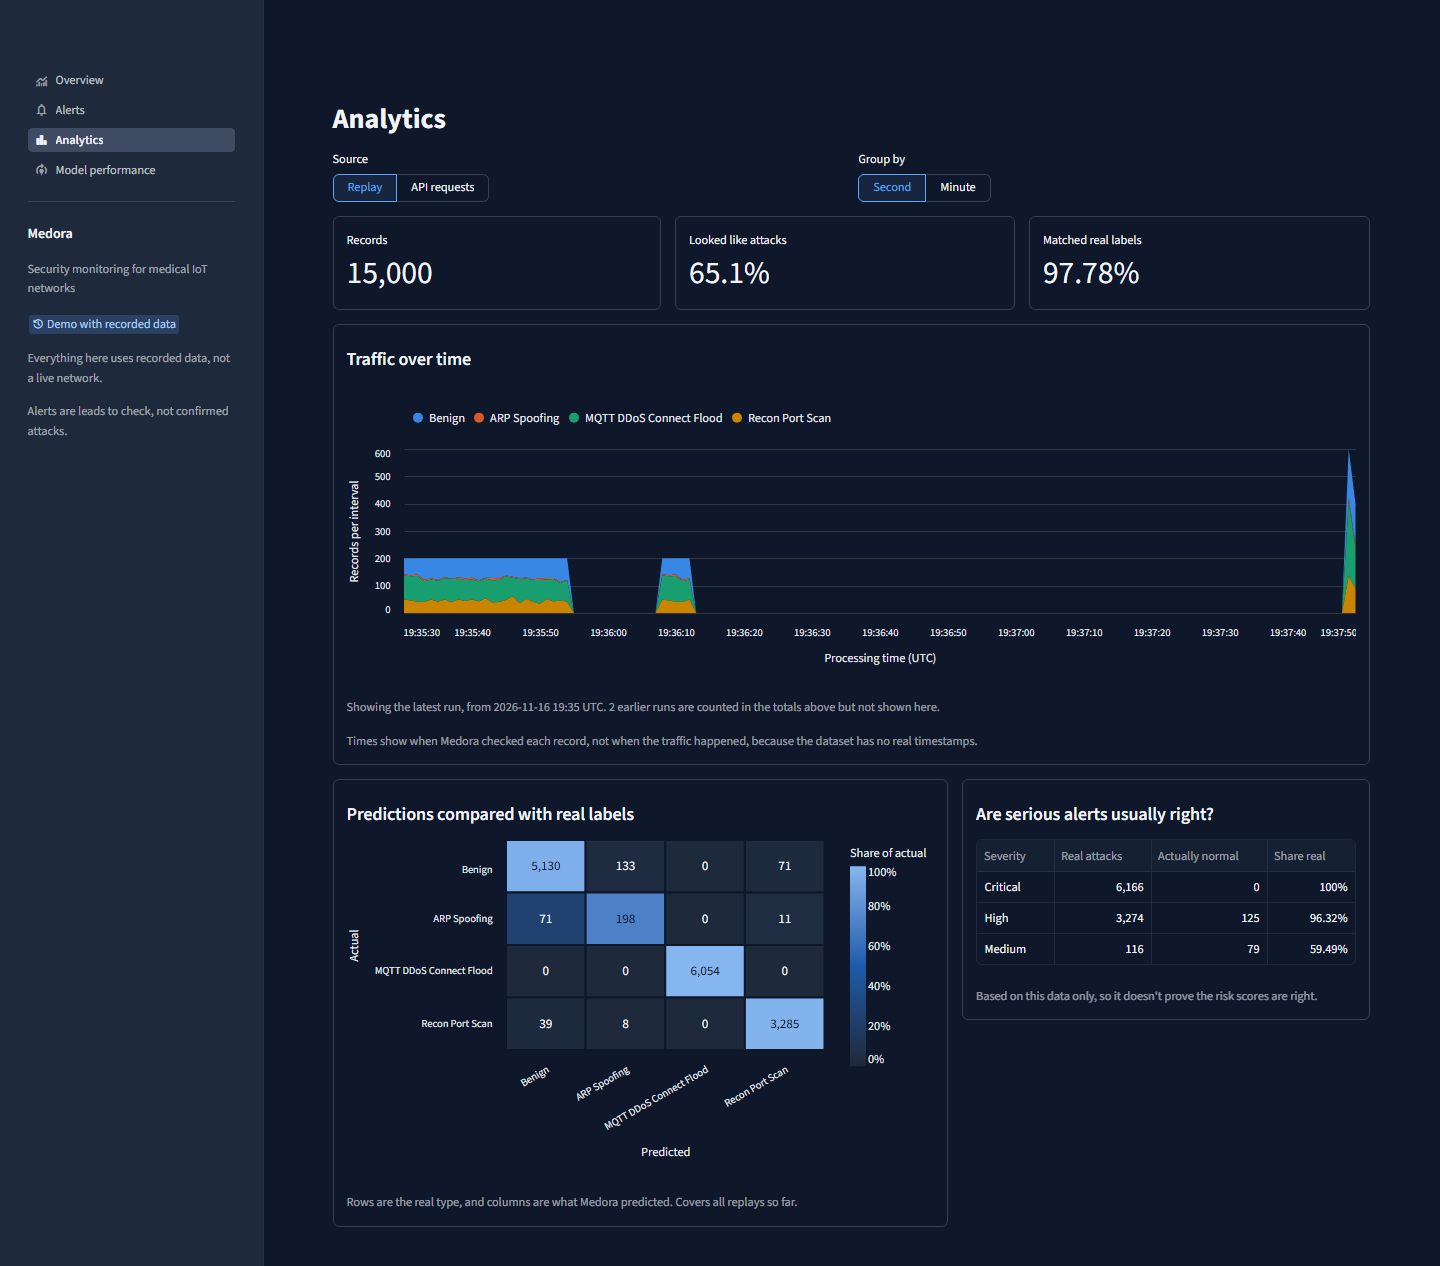 Overview
Alerts
Analytics
Model performance
Medora
Security monitoring for medical IoT
networks
Demo with recorded data
Everything here uses recorded data, not
a live network.
Alerts are leads to check, not confirmed
attacks.
Analytics
Source
Group by
Replay
API requests
Second
Minute
Records
15,000
Looked like attacks
65.1%
Matched real labels
97.78%
Traffic over time
Benign
ARP Spoofing
MQTT DDoS Connect Flood
Recon Port Scan
Records per interval
600
500
400
300
200
100
0
19:35:30
19:35:40
19:35:50
19:36:00
19:36:10
19:36:20
19:36:30
19:36:40
19:36:50
19:37:00
19:37:10
19:37:20
19:37:30
19:37:40
19:37:50
Processing time (UTC)
Showing the latest run, from 2026-11-16 19:35 UTC. 2 earlier runs are counted in the totals above but not shown here.
Times show when Medora checked each record, not when the traffic happened, because the dataset has no real timestamps.
Predictions compared with real labels
Actual
Benign 5,130 133 0 71
ARP Spoofing 71 198 0 11
MQTT DDoS Connect Flood 0 0 6,054 0
Recon Port Scan 39 8 0 3,285
Benign
ARP Spoofing
MQTT DDoS Connect Flood
Recon Port Scan
Predicted
Share of actual
100%
80%
60%
40%
20%
0%
Rows are the real type, and columns are what Medora predicted. Covers all replays so far.
Are serious alerts usually right?
Severity Real attacks Actually normal Share real
Critical 6,166 0 100%
High 3,274 125 96.32%
Medium 116 79 59.49%
Based on this data only, so it doesn't prove the risk scores are right.